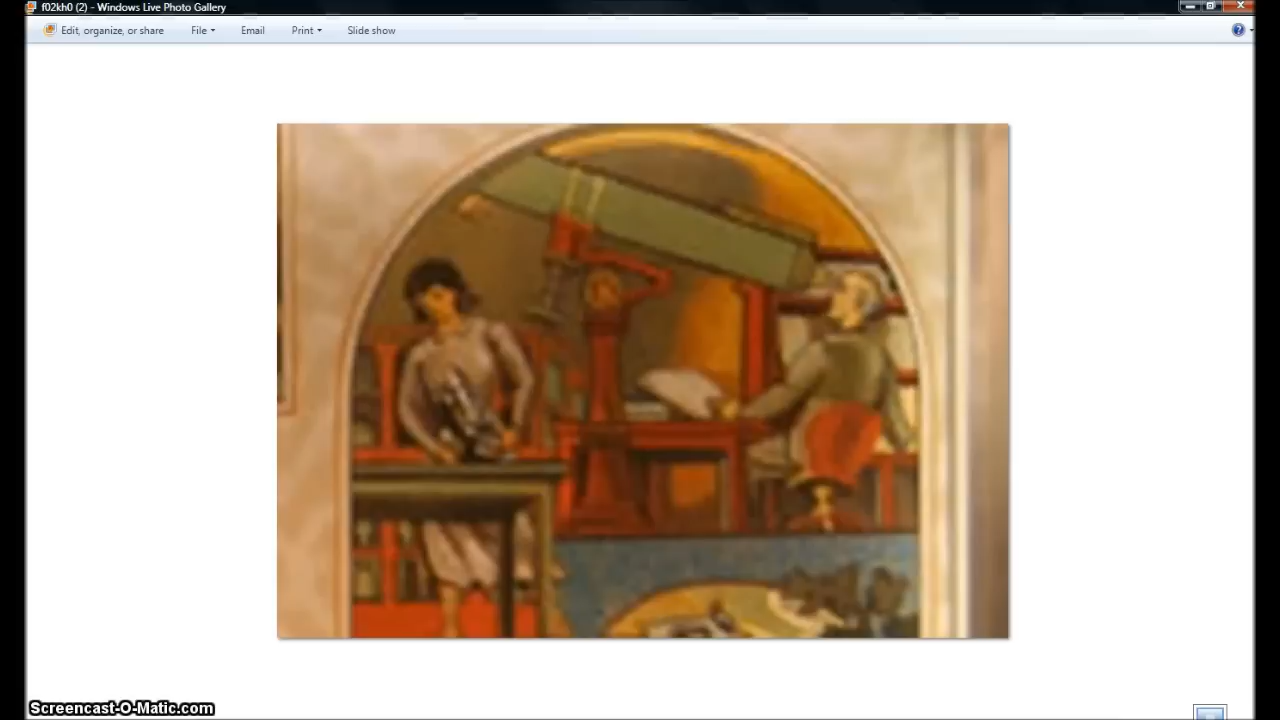 f02kh0 (2) - Windows Live Photo Gallery
Edit, organize, or share File Email Print Slide show
Screencast-O-Matic.com